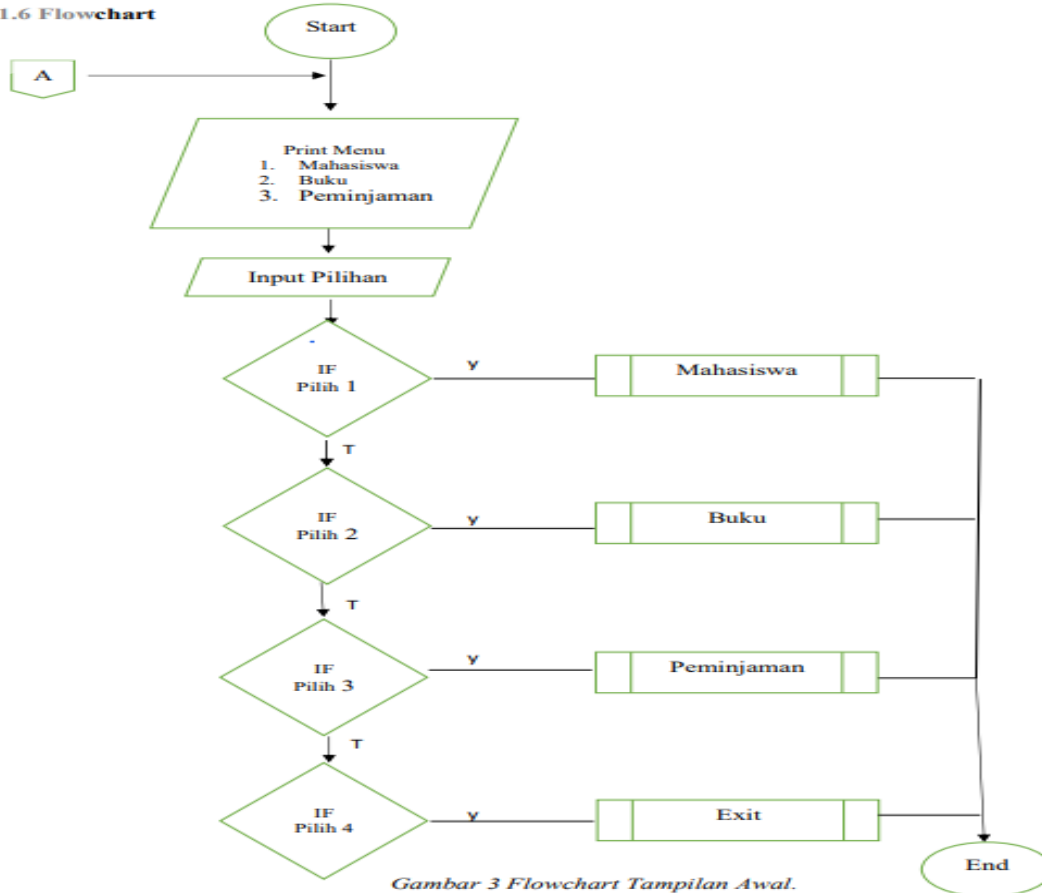 1.6 Flowchart
Start
A
Print Menu
1. Mahasiswa
2. Buku
3. Peminjaman
Input Pilihan
IF
Pilih 1
y
Mahasiswa
T
IF
Pilih 2
y
Buku
T
IF
Pilih 3
y
Peminjaman
T
IF
Pilih 4
y
Exit
End
Gambar 3 Flowchart Tampilan Awal.